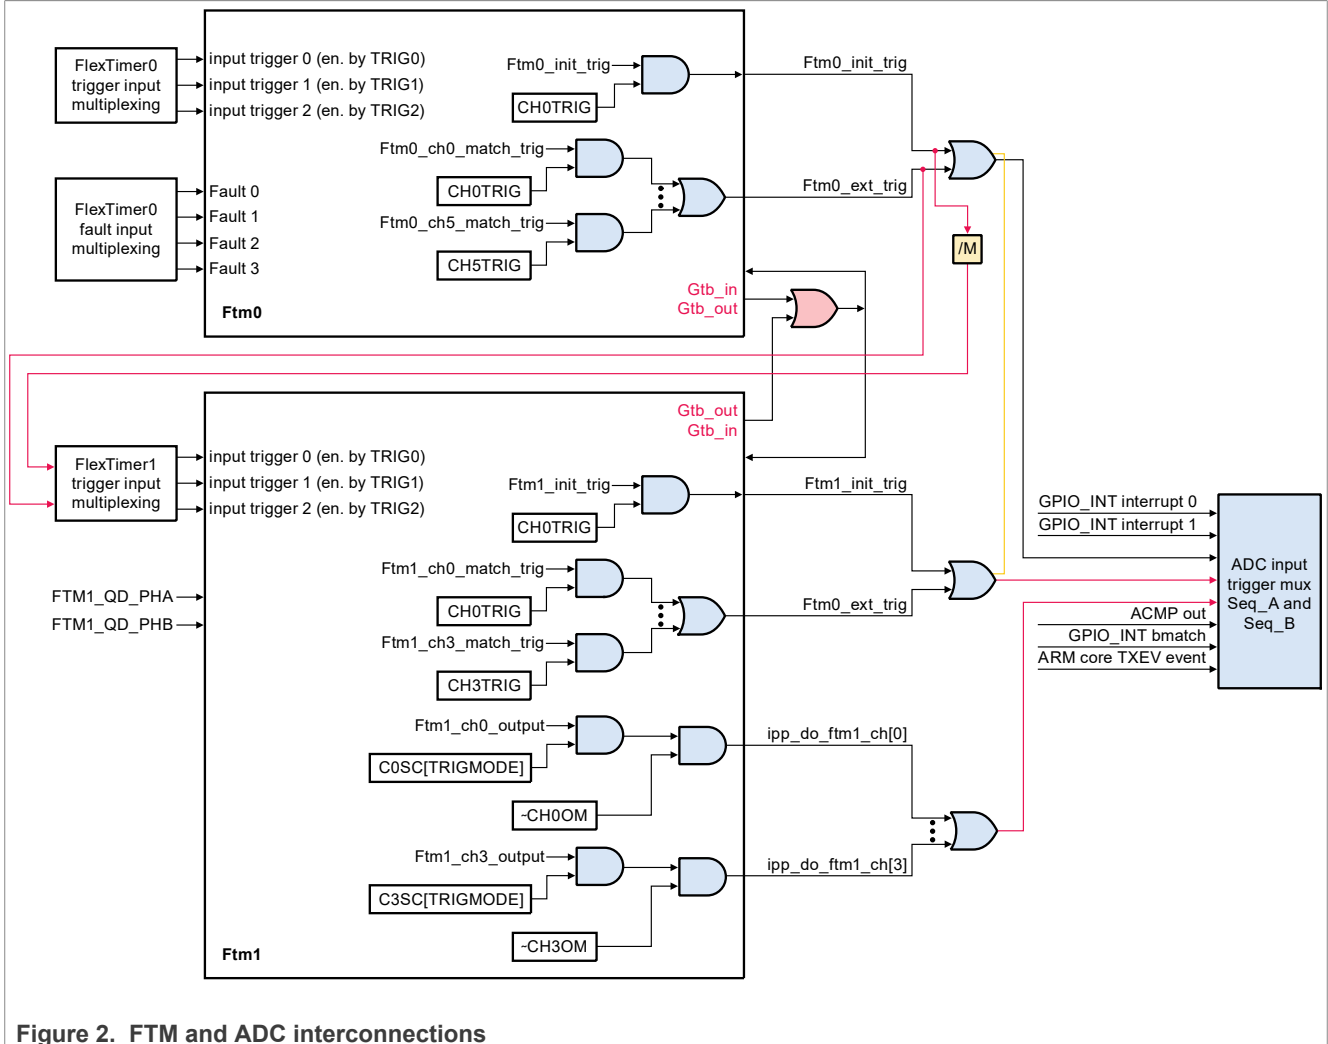 FlexTimer0
trigger input
multiplexing
input trigger 0 (en. by TRIG0)
input trigger 1 (en. by TRIG1)
input trigger 2 (en. by TRIG2)
Ftm0_init_trig
CH0TRIG
Ftm0_init_trig
Ftm0_ch0_match_trig
CH0TRIG
Ftm0_ch5_match_trig
CH5TRIG
Ftm0_ext_trig
FlexTimer0
fault input
multiplexing
Fault 0
Fault 1
Fault 2
Fault 3
/M
Gtb_in
Gtb_out
Ftm0
Gtb_out
Gtb_in
FlexTimer1
trigger input
multiplexing
input trigger 0 (en. by TRIG0)
input trigger 1 (en. by TRIG1)
input trigger 2 (en. by TRIG2)
Ftm1_init_trig
CH0TRIG
Ftm1_init_trig
Ftm1_ch0_match_trig
CH0TRIG
Ftm1_ch3_match_trig
CH3TRIG
Ftm0_ext_trig
FTM1_QD_PHA
FTM1_QD_PHB
GPIO_INT interrupt 0
GPIO_INT interrupt 1
ADC input
trigger mux
Seq_A and
Seq_B
ACMP out
GPIO_INT bmatch
ARM core TXEV event
Ftm1_ch0_output
C0SC[TRIGMODE]
~CH0OM
ipp_do_ftm1_ch[0]
Ftm1_ch3_output
C3SC[TRIGMODE]
~CH3OM
ipp_do_ftm1_ch[3]
Ftm1
Figure 2. FTM and ADC interconnections